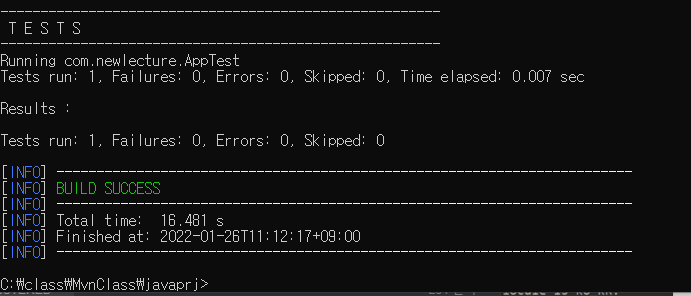 -------------------------------------------------------
 T E S T S
-------------------------------------------------------
Running com.newlecture.AppTest
Tests run: 1, Failures: 0, Errors: 0, Skipped: 0, Time elapsed: 0.007 sec
Results :
Tests run: 1, Failures: 0, Errors: 0, Skipped: 0
[INFO] ------------------------------------------------------------------------
[INFO] BUILD SUCCESS
[INFO] ------------------------------------------------------------------------
[INFO] Total time:  16.481 s
[INFO] Finished at: 2022-01-26T11:12:17+09:00
[INFO] ------------------------------------------------------------------------
C:₩class₩MvnClass₩javaprj>